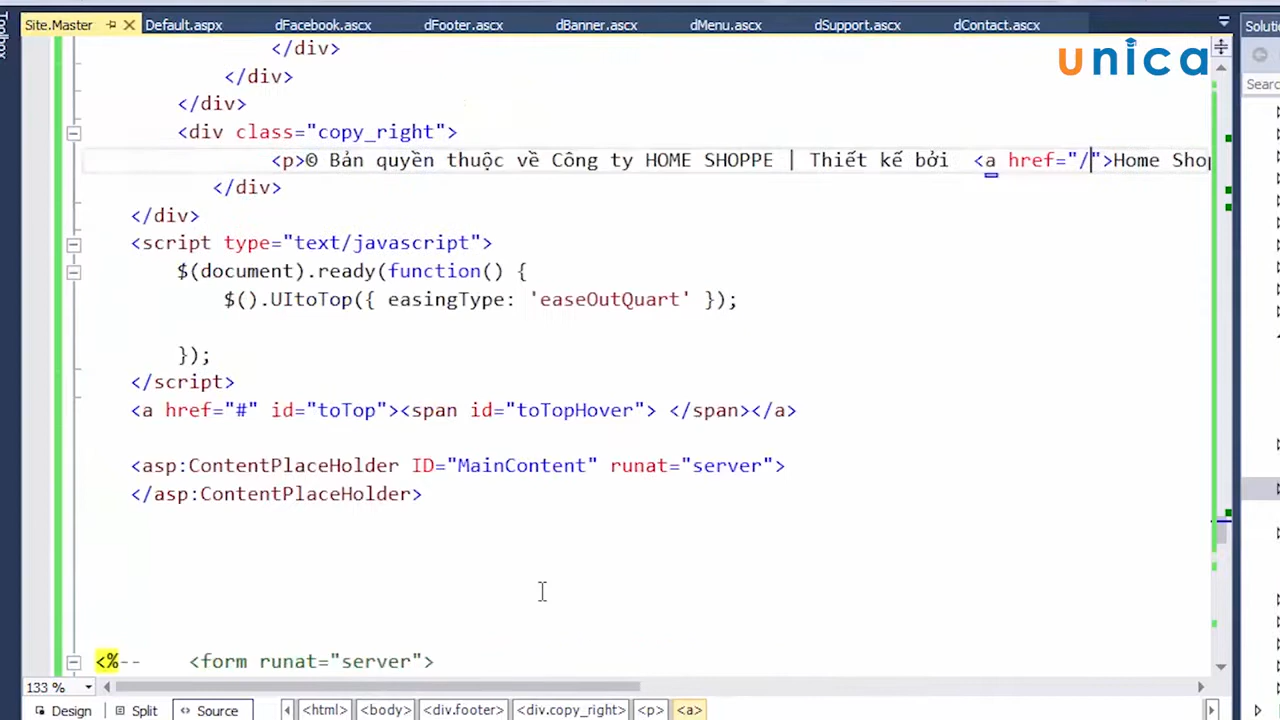 Site.Master
Default.aspx
dFacebook.ascx
dFooter.ascx
dBanner.ascx
dMenu.ascx
dSupport.ascx
dContact.ascx
Toolbox
unica
</div>
</div>
</div>
<div class="copy_right">
<p>© Bản quyền thuộc về Công ty HOME SHOPPE | Thiết kế bởi <a href="/">Home
</div>
</div>
<script type="text/javascript">
$(document).ready(function() {
$().UItoTop({ easingType: 'easeOutQuart' });
});
</script>
<a href="#" id="toTop"><span id="toTopHover"> </span></a>
<asp:ContentPlaceHolder ID="MainContent" runat="server">
</asp:ContentPlaceHolder>
<%-- <form runat="server">
133 %
Design
Split
Source
<html>
<body>
<div.footer>
<div.copy_right>
<p>
<a>